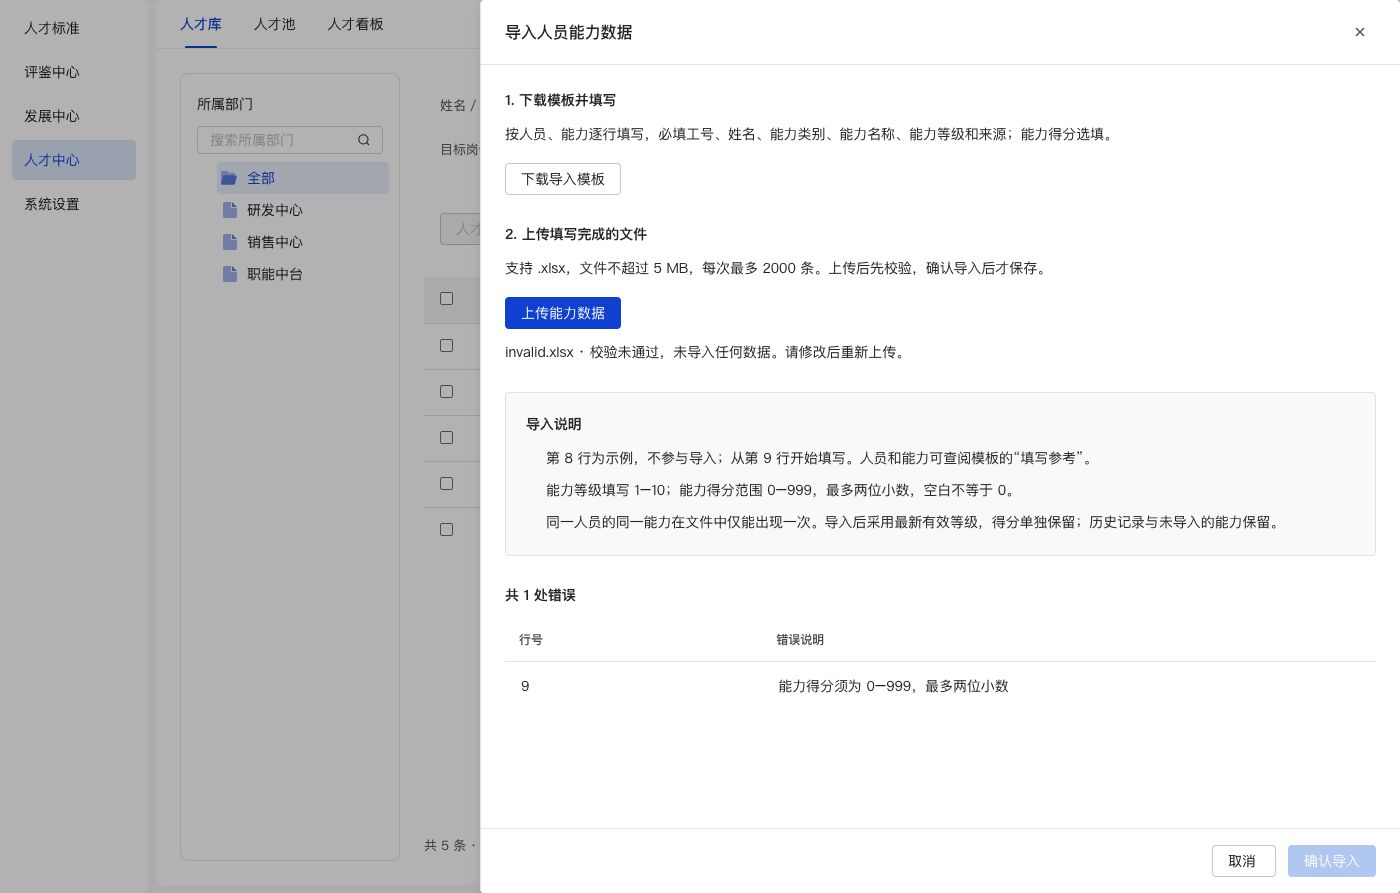 人才标准
评鉴中心
发展中心
人才中心
系统设置
人才库
人才池
人才看板
所属部门
搜索所属部门
全部
研发中心
销售中心
职能中台
姓名 /
目标岗
人才
共 5 条 ·
导入人员能力数据
1. 下载模板并填写
按人员、能力逐行填写，必填工号、姓名、能力类别、能力名称、能力等级和来源；能力得分选填。
下载导入模板
2. 上传填写完成的文件
支持 .xlsx，文件不超过 5 MB，每次最多 2000 条。上传后先校验，确认导入后才保存。
上传能力数据
invalid.xlsx · 校验未通过，未导入任何数据。请修改后重新上传。
导入说明
第 8 行为示例，不参与导入；从第 9 行开始填写。人员和能力可查阅模板的“填写参考”。
能力等级填写 1—10；能力得分范围 0—999，最多两位小数，空白不等于 0。
同一人员的同一能力在文件中仅能出现一次。导入后采用最新有效等级，得分单独保留；历史记录与未导入的能力保留。
共 1 处错误
行号 错误说明
9 能力得分须为 0—999，最多两位小数
取消
确认导入